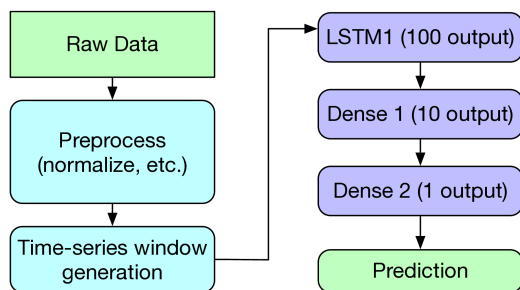 Raw Data
Preprocess
(normalize, etc.)
Time-series window
generation
LSTM1 (100 output)
Dense 1 (10 output)
Dense 2 (1 output)
Prediction